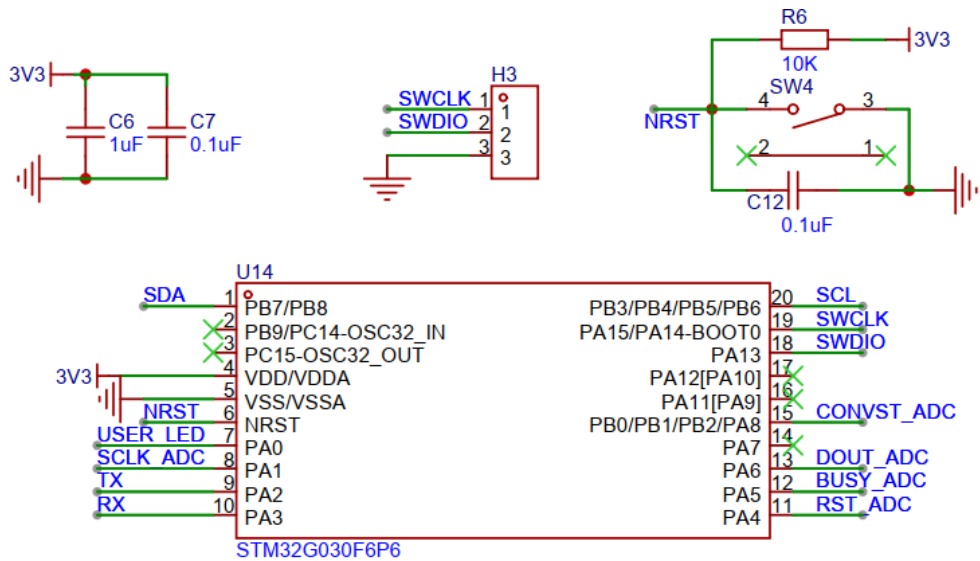 3V3
C6
1uF
C7
0.1uF
H3
SWCLK 1 1
SWDIO 2 2
3 3
R6
10K
3V3
SW4
4 3
NRST
2 1
C12
0.1uF
U14
SDA 1 PB7/PB8
2 PB9/PC14-OSC32_IN
3 PC15-OSC32_OUT
3V3 4 VDD/VDDA
5 VSS/VSSA
NRST 6 NRST
USER_LED 7 PA0
SCLK_ADC 8 PA1
TX 9 PA2
RX 10 PA3
PB3/PB4/PB5/PB6 20 SCL
PA15/PA14-BOOT0 19 SWCLK
PA13 18 SWDIO
PA12[PA10] 17
PA11[PA9] 16
PB0/PB1/PB2/PA8 15 CONVST_ADC
PA7 14
PA6 13 DOUT_ADC
PA5 12 BUSY_ADC
PA4 11 RST_ADC
STM32G030F6P6